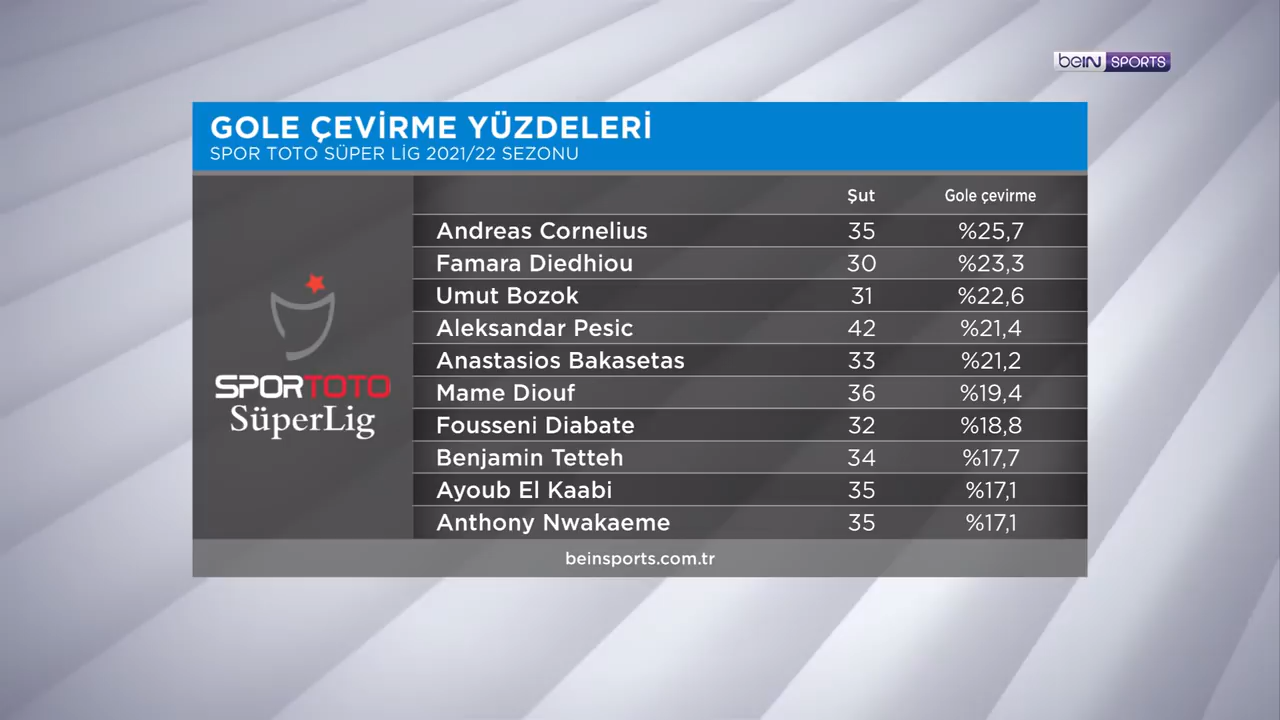 beIN SPORTS
GOLE ÇEVİRME YÜZDELERİ
SPOR TOTO SÜPER LİG 2021/22 SEZONU
Şut Gole çevirme
Andreas Cornelius 35 %25,7
Famara Diedhiou 30 %23,3
Umut Bozok 31 %22,6
Aleksandar Pesic 42 %21,4
Anastasios Bakasetas 33 %21,2
Mame Diouf 36 %19,4
Fousseni Diabate 32 %18,8
Benjamin Tetteh 34 %17,7
Ayoub El Kaabi 35 %17,1
Anthony Nwakaeme 35 %17,1
SPORTOTO
SüperLig
beinsports.com.tr